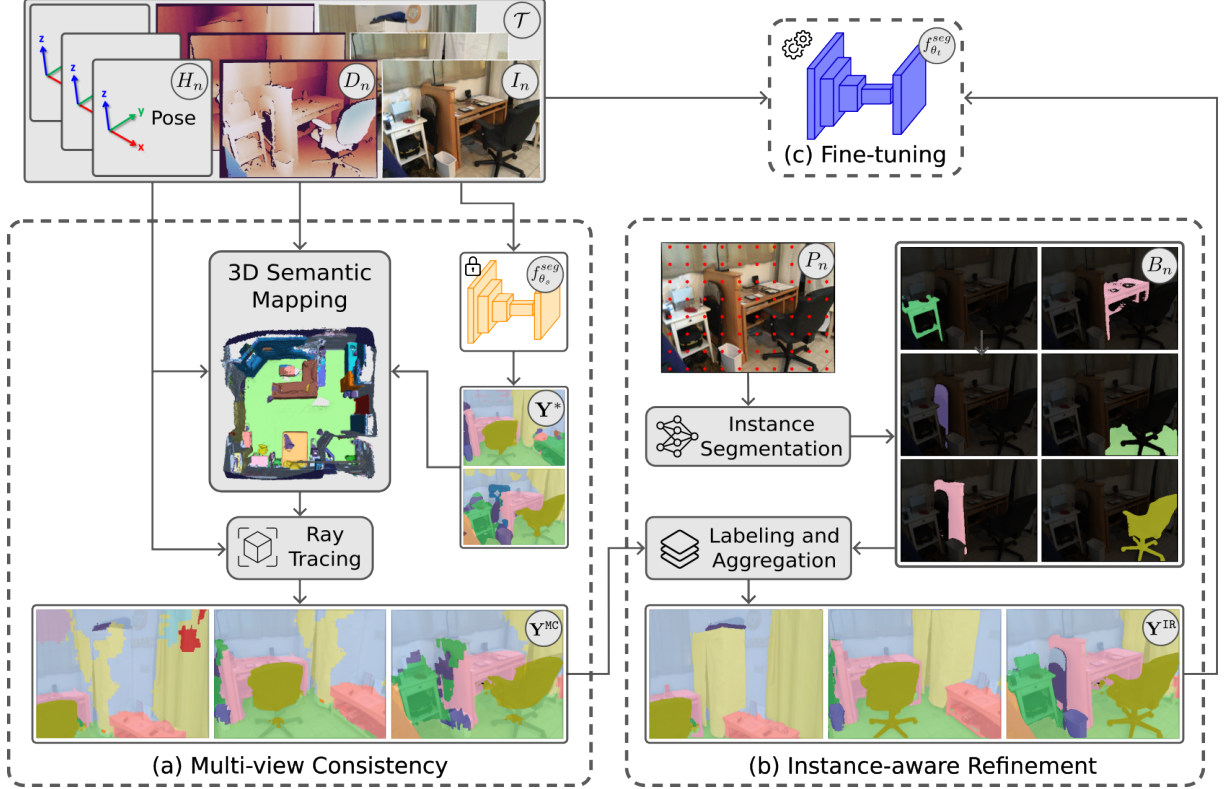 𝒯
z
z
z
H_n
D_n
I_n
y
Pose
x
f^{seg}_{θ_t}
(c) Fine-tuning
3D Semantic
Mapping
f^{seg}_{θ_s}
P_n
B_n
Y*
Instance
Segmentation
Ray
Tracing
Labeling and
Aggregation
Y^{MC}
Y^{IR}
(a) Multi-view Consistency
(b) Instance-aware Refinement